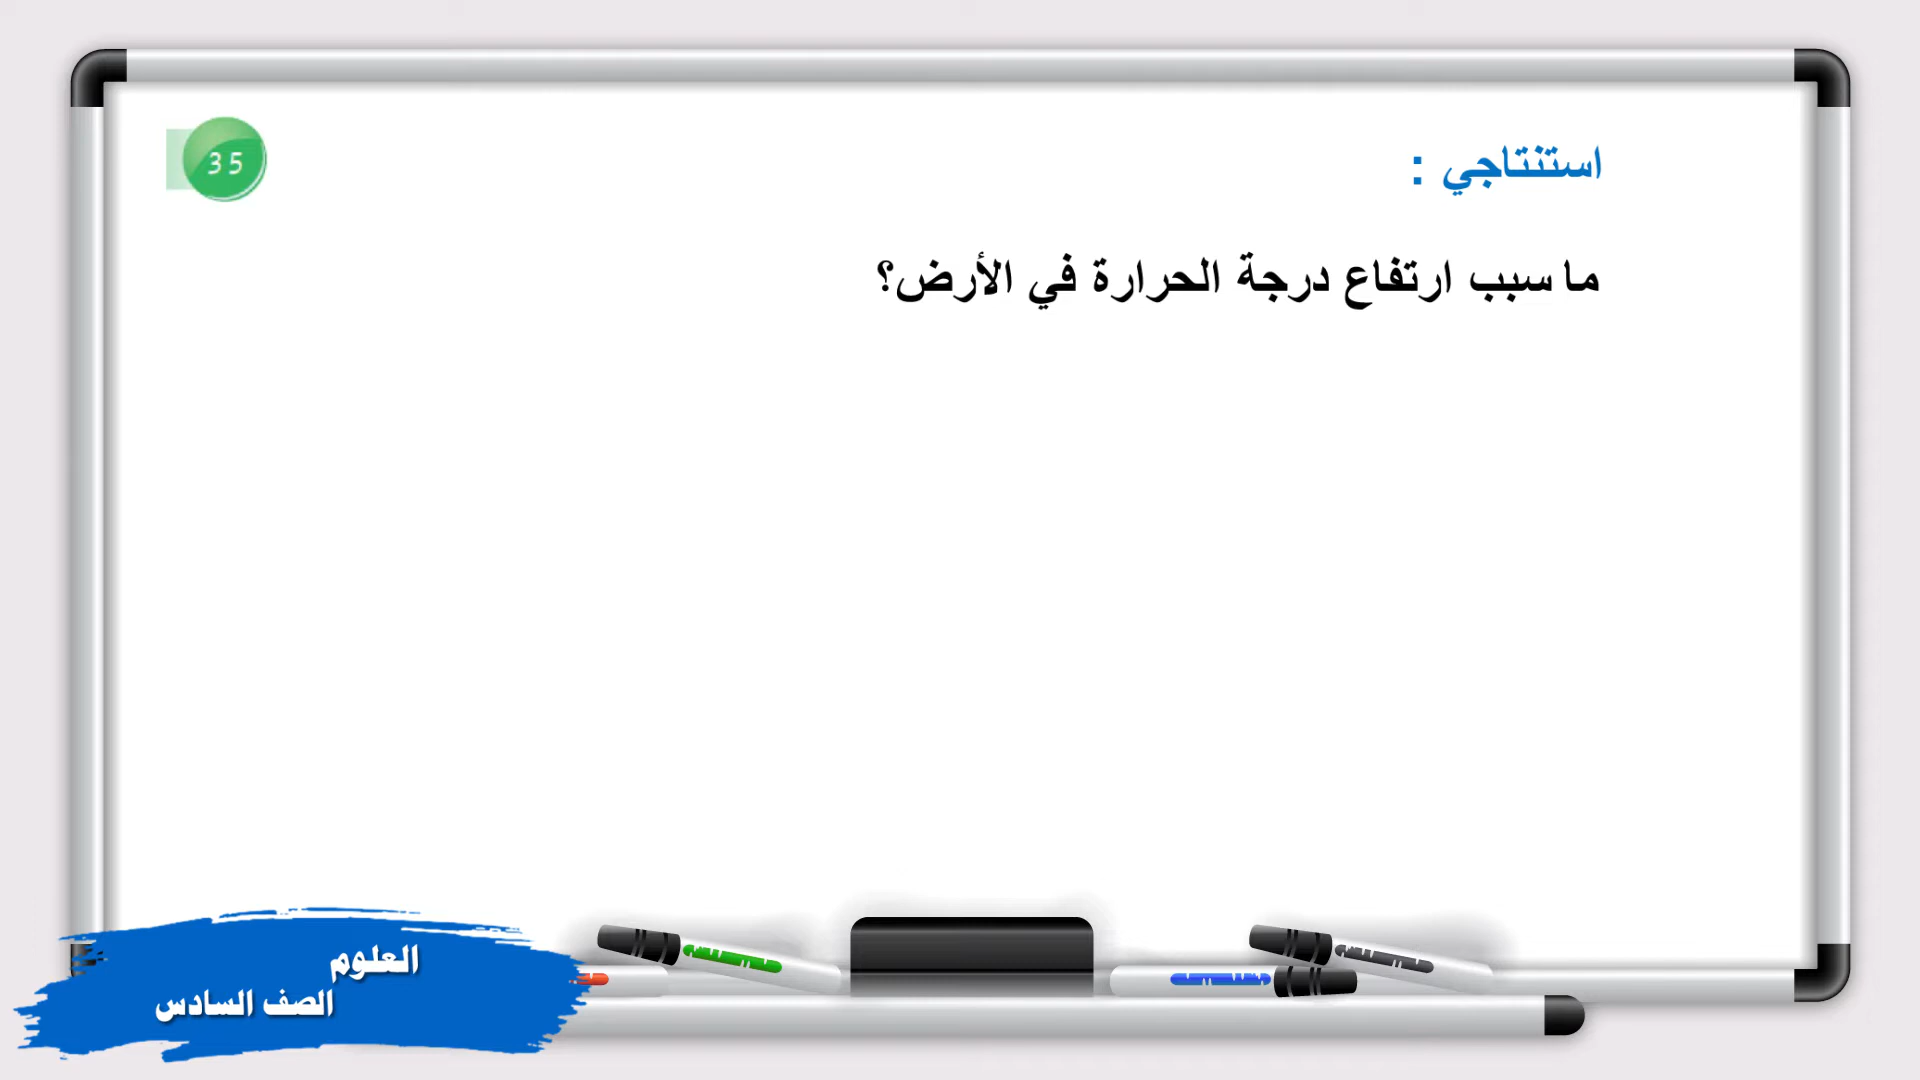 35
استنتاجي :
ما سبب ارتفاع درجة الحرارة في الأرض؟
العلوم
الصف السادس